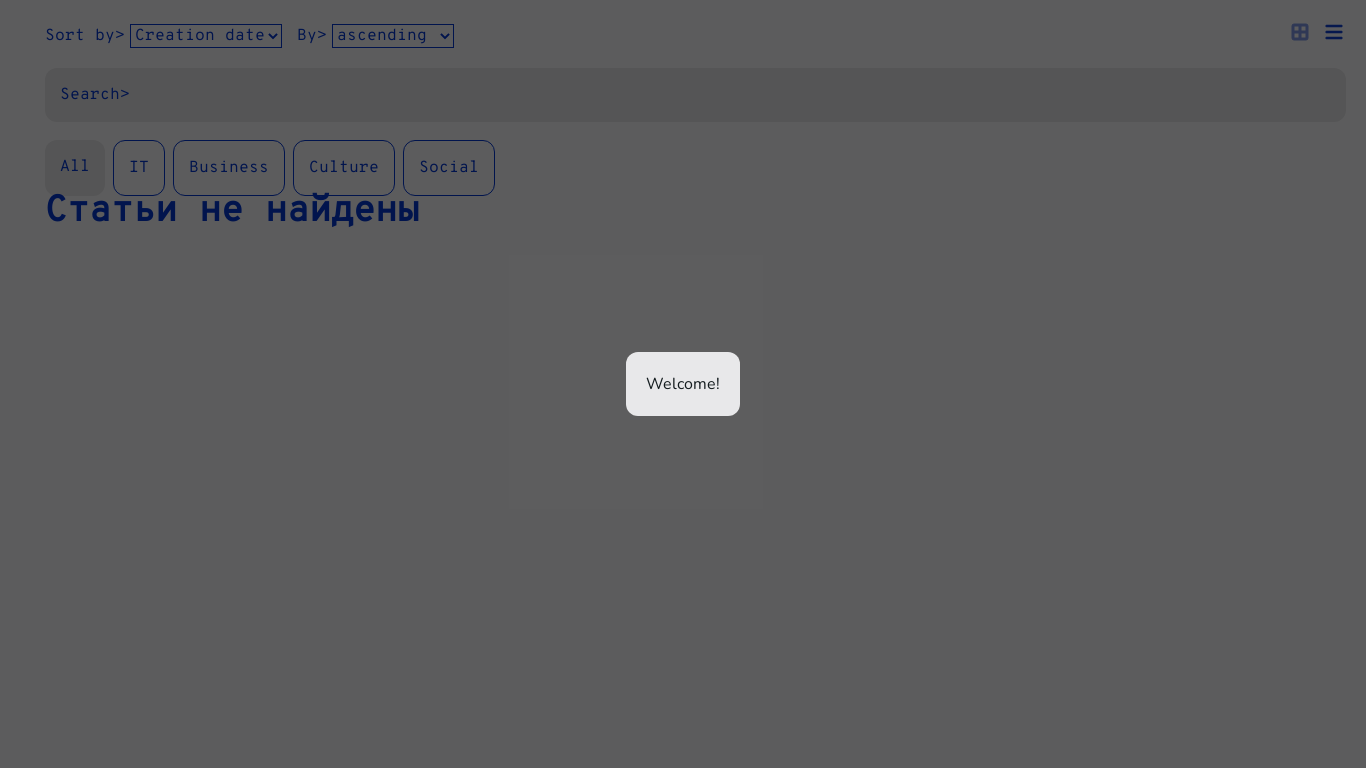 Sort by> Creation date By> ascending
Search>
All IT Business Culture Social
Статьи не найдены
Welcome!